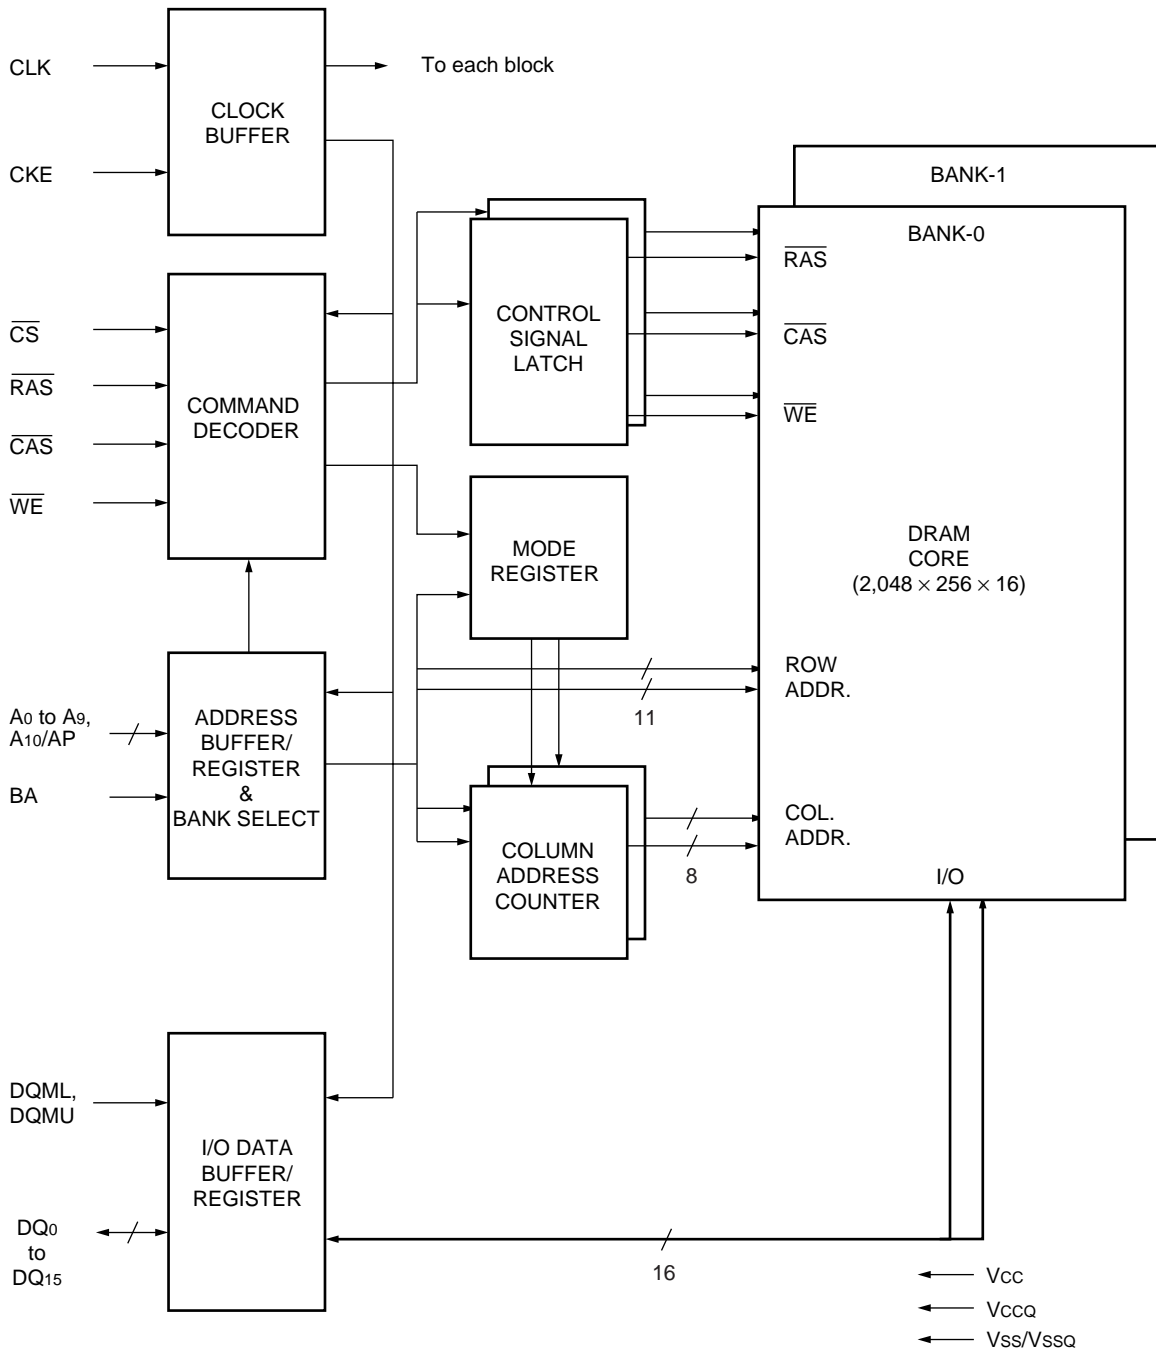 CLK
To each block
CLOCK
BUFFER
CKE
BANK-1
BANK-0
RAS
CS
CONTROL
SIGNAL
LATCH
CAS
RAS
COMMAND
DECODER
WE
CAS
WE
MODE
REGISTER
DRAM
CORE
(2,048 × 256 × 16)
ROW
ADDR.
11
A0 to A9,
A10/AP
BA
ADDRESS
BUFFER/
REGISTER
&
BANK SELECT
COL.
ADDR.
COLUMN
ADDRESS
COUNTER
8
I/O
DQML,
DQMU
I/O DATA
BUFFER/
REGISTER
DQ0
to
DQ15
16
VCC
VCCQ
VSS/VSSQ